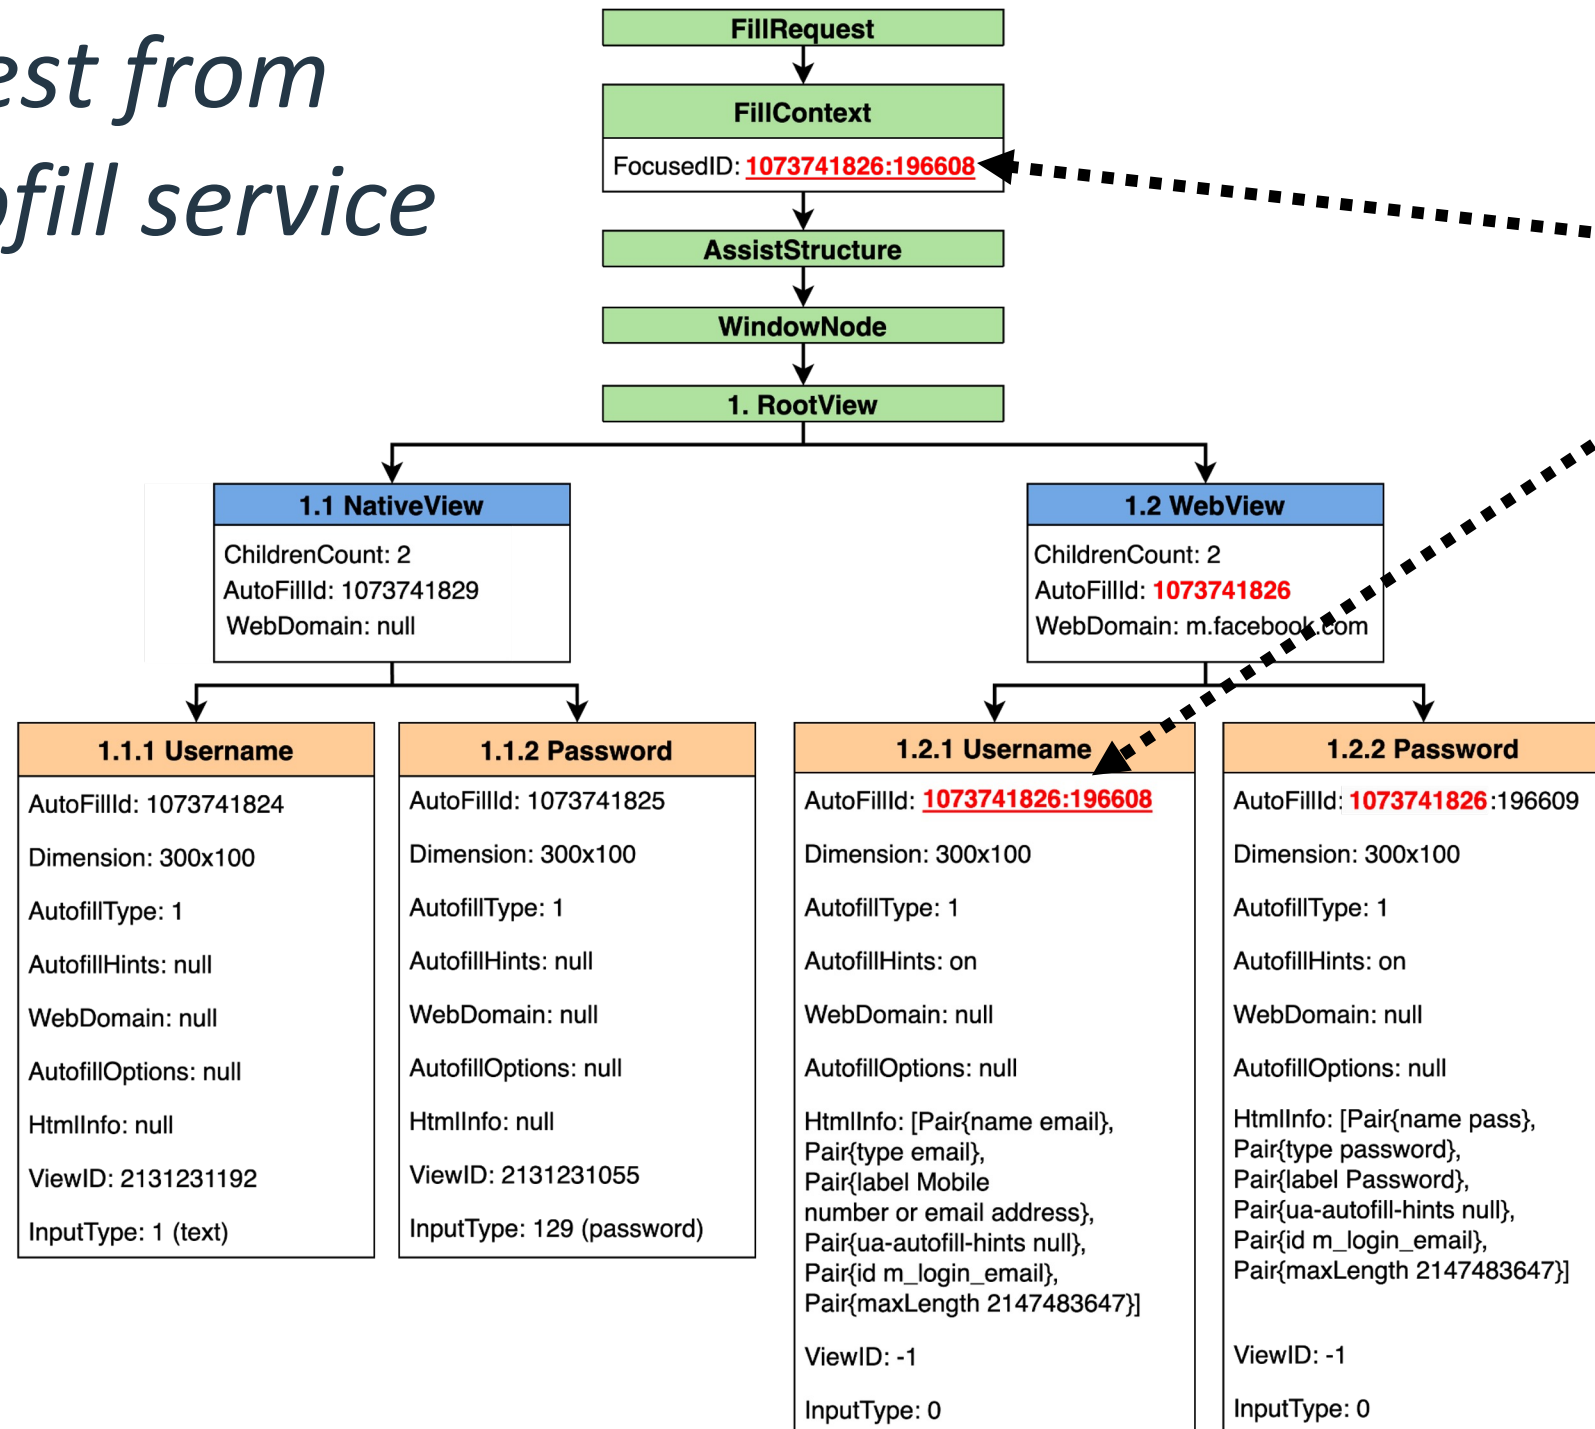 est from
ofill service
FillRequest
FillContext
FocusedID: 1073741826:196608
AssistStructure
WindowNode
1. RootView
1.1 NativeView
ChildrenCount: 2
AutoFillId: 1073741829
WebDomain: null
1.2 WebView
ChildrenCount: 2
AutoFillId: 1073741826
WebDomain: m.facebook.com
1.1.1 Username
AutoFillId: 1073741824
Dimension: 300x100
AutofillType: 1
AutofillHints: null
WebDomain: null
AutofillOptions: null
HtmlInfo: null
ViewID: 2131231192
InputType: 1 (text)
1.1.2 Password
AutoFillId: 1073741825
Dimension: 300x100
AutofillType: 1
AutofillHints: null
WebDomain: null
AutofillOptions: null
HtmlInfo: null
ViewID: 2131231055
InputType: 129 (password)
1.2.1 Username
AutoFillId: 1073741826:196608
Dimension: 300x100
AutofillType: 1
AutofillHints: on
WebDomain: null
AutofillOptions: null
HtmlInfo: [Pair{name email},
Pair{type email},
Pair{label Mobile
number or email address},
Pair{ua-autofill-hints null},
Pair{id m_login_email},
Pair{maxLength 2147483647}]
ViewID: -1
InputType: 0
1.2.2 Password
AutoFillId: 1073741826:196609
Dimension: 300x100
AutofillType: 1
AutofillHints: on
WebDomain: null
AutofillOptions: null
HtmlInfo: [Pair{name pass},
Pair{type password},
Pair{label Password},
Pair{ua-autofill-hints null},
Pair{id m_login_email},
Pair{maxLength 2147483647}]
ViewID: -1
InputType: 0